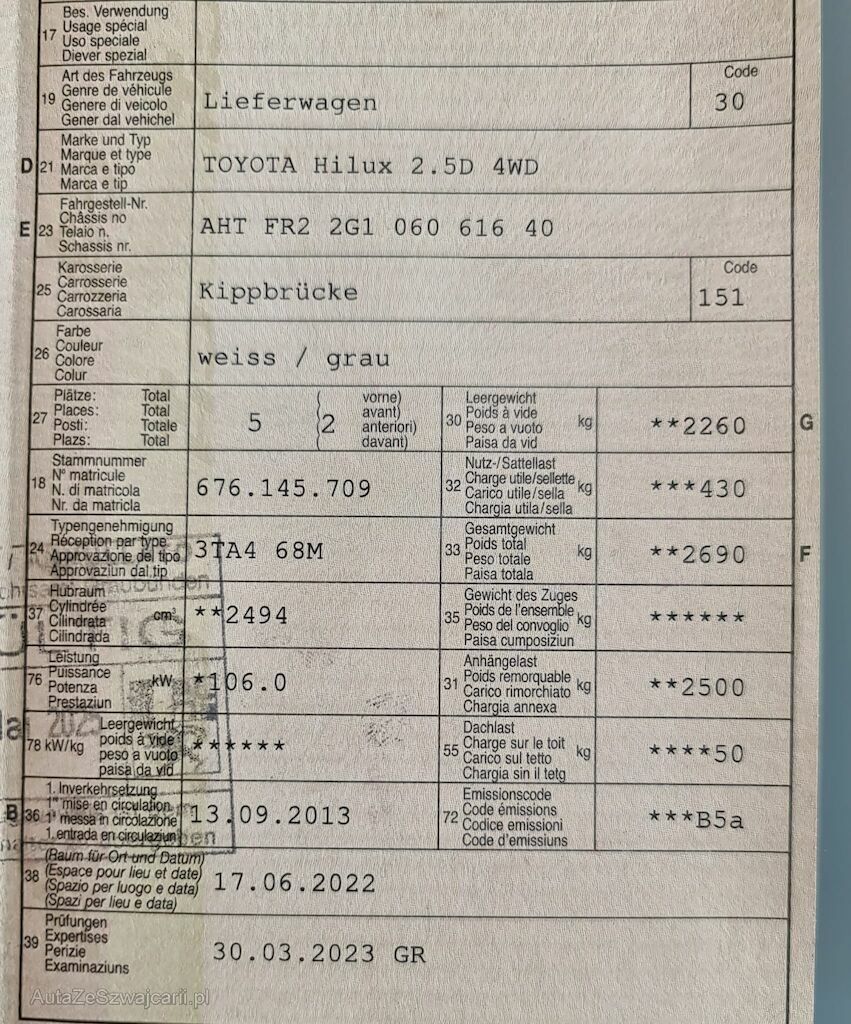 17 Bes. Verwendung
Usage spécial
Uso speciale
Diever spezial
19 Art des Fahrzeugs
Genre de véhicule
Genere di veicolo
Gener dal vehichel
Lieferwagen
Code
30
D 21 Marke und Typ
Marque et type
Marca e tipo
Marca e tip
TOYOTA Hilux 2.5D 4WD
E 23 Fahrgestell-Nr.
Châssis no
Telaio n.
Schassis nr.
AHT FR2 2G1 060 616 40
25 Karosserie
Carrosserie
Carrozzeria
Carossaria
Kippbrücke
Code
151
26 Farbe
Couleur
Colore
Colur
weiss / grau
27 Plätze: Total
Places: Total
Posti: Totale
Plazs: Total
5
( vorne)
( avant)
2 anteriori)
( davant)
30 Leergewicht
Poids à vide
Peso a vuoto
Paisa da vid
kg
**2260
G
18 Stammnummer
N° matricule
N. di matricola
Nr. da matricla
676.145.709
32 Nutz-/Sattellast
Charge utile/sellette
Carico utile/sella
Chargia utila/sella
kg
***430
24 Typengenehmigung
Réception par type
Approvazione del tipo
Approvaziun dal tip
3TA4 68M
33 Gesamtgewicht
Poids total
Peso totale
Paisa totala
kg
**2690
F
37 Hubraum
Cylindrée
Cilindrata
Cilindrada
cm³
**2494
35 Gewicht des Zuges
Poids de l'ensemble
Peso del convoglio
Paisa cumposiziun
kg
******
76 Leistung
Puissance
Potenza
Prestaziun
kW
*106.0
31 Anhängelast
Poids remorquable
Carico rimorchiato
Chargia annexa
kg
**2500
78 kW/kg
Leergewicht
poids à vide
peso a vuoto
paisa da vid
******
55 Dachlast
Charge sur le toit
Carico sul tetto
Chargia sin il tetg
kg
****50
B 36 1. Inverkehrsetzung
1re mise en circulation
1a messa in circolazione
1. entrada en circulaziun
13.09.2013
72 Emissionscode
Code émissions
Codice emissioni
Code d'emissiuns
***B5a
38 (Raum für Ort und Datum)
(Espace pour lieu et date)
(Spazio per luogo e data)
(Spazi per lieu e data)
17.06.2022
39 Prüfungen
Expertises
Perizie
Examinaziuns
30.03.2023 GR
AutaZeSzwajcarii.pl